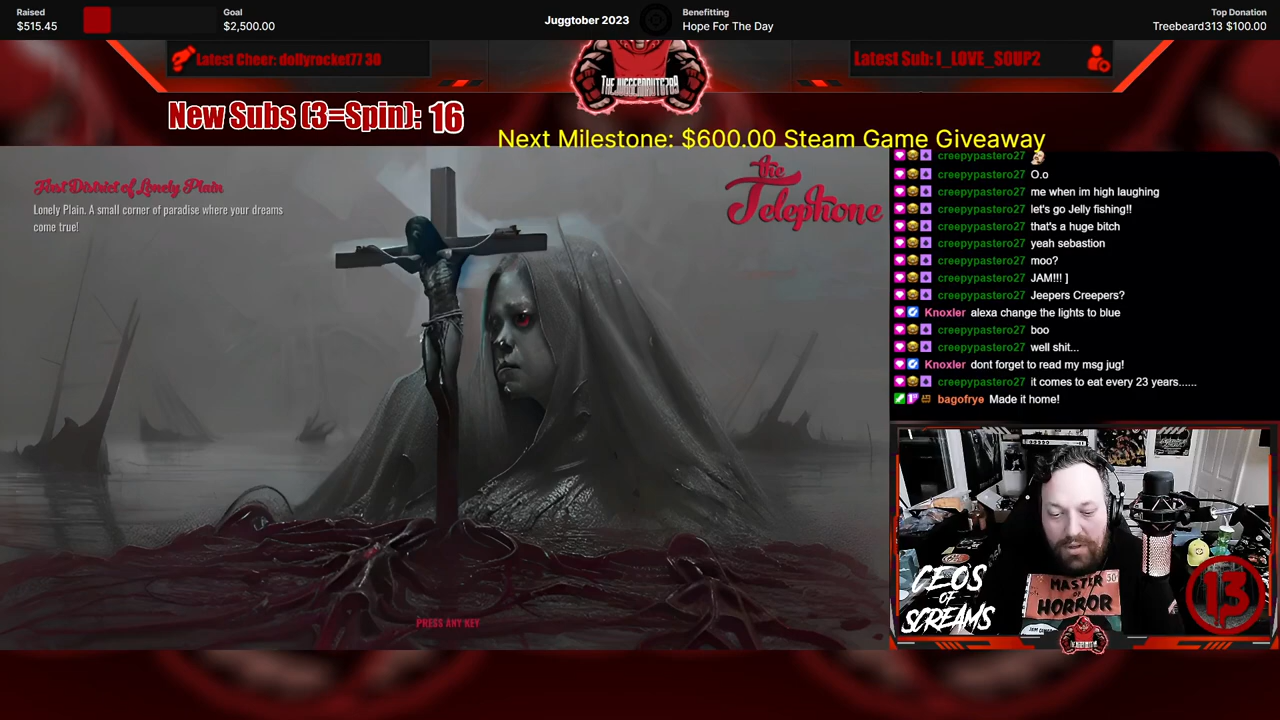 Raised
$515.45
Goal
$2,500.00
Juggtober 2023
Benefitting
Hope For The Day
Top Donation
Treebeard313 $100.00
Latest Cheer: dollyrocket77 30
THEJUGGERNAUT6789
Latest Sub: I_LOVE_SOUP2
New Subs (3=Spin): 16
Next Milestone: $600.00 Steam Game Giveaway
First District of Lonely Plain
Lonely Plain. A small corner of paradise where your dreams
come true!
the
Telephone
PRESS ANY KEY
creepypastero27
creepypastero27 O.o
creepypastero27 me when im high laughing
creepypastero27 let's go Jelly fishing!!
creepypastero27 that's a huge bitch
creepypastero27 yeah sebastion
creepypastero27 moo?
creepypastero27 JAM!!! ]
creepypastero27 Jeepers Creepers?
Knoxler alexa change the lights to blue
creepypastero27 boo
creepypastero27 well shit...
Knoxler dont forget to read my msg jug!
creepypastero27 it comes to eat every 23 years......
bagofrye Made it home!
CEOS
OF
SCREAMS
MASTER
OF
HORROR
13